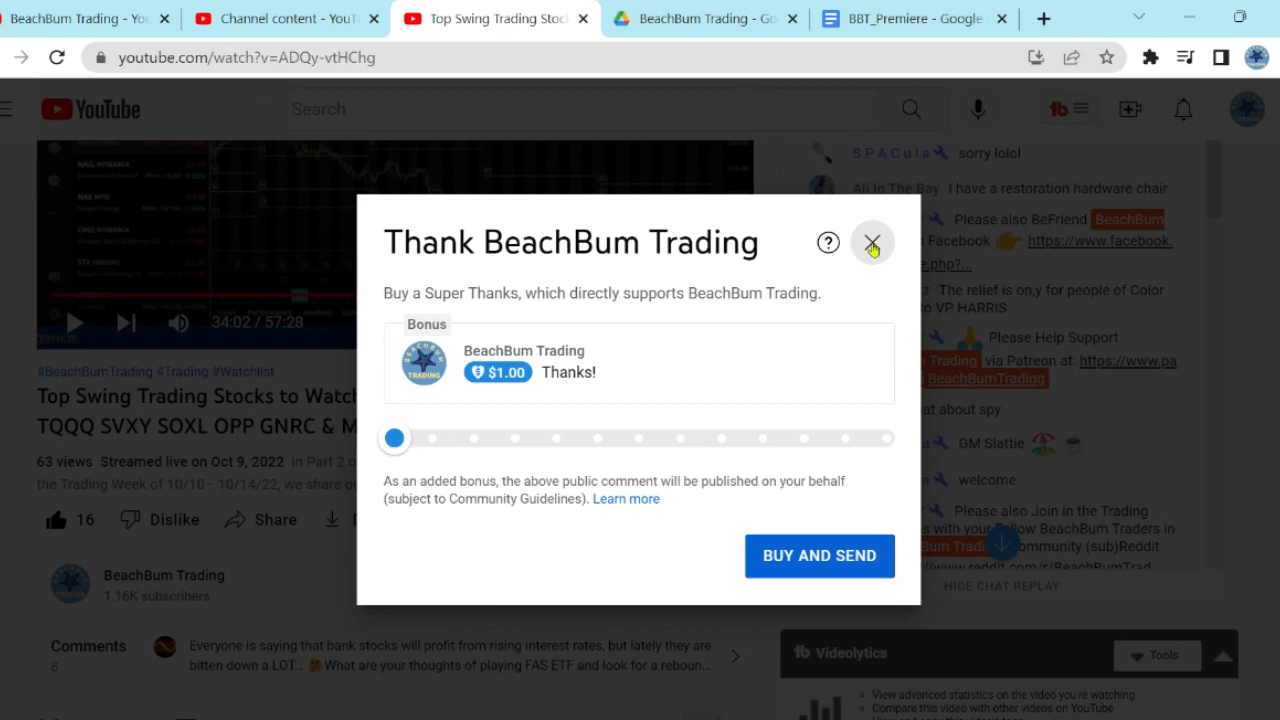 BeachBum Trading - You
Channel content - YouT
Top Swing Trading Stoc
BeachBum Trading - Go
BBT_Premiere - Google
youtube.com/watch?v=ADQy-vtHChg
YouTube
Search
tb
34:02 / 57:28
#BeachBumTrading #Trading #Watchlist
Top Swing Trading Stocks to Watc
TQQQ SVXY SOXL OPP GNRC & M
63 views Streamed live on Oct 9, 2022 In Part 2 o
the Trading Week of 10/10 - 10/14/22, we share ou
16
Dislike
Share
BeachBum Trading
1.16K subscribers
Comments
8
Everyone is saying that bank stocks will profit from rising interest rates, but lately they are
bitten down a LOT... 🤔 What are your thoughts of playing FAS ETF and look for a reboun...
Thank BeachBum Trading
Buy a Super Thanks, which directly supports BeachBum Trading.
Bonus
BeachBum Trading
$1.00 Thanks!
As an added bonus, the above public comment will be published on your behalf
(subject to Community Guidelines). Learn more
BUY AND SEND
SPACula sorry lolol
Ali In The Bay I have a restoration hardware chair
Please also BeFriend BeachBum
Facebook 👉 https://www.facebook.
e.php?...
The relief is on,y for people of Color
to VP HARRIS
🙏 Please Help Support
Trading via Patreon at: https://www.pa
BeachBumTrading
at about spy
GM Slattie 🏖️ ☕
welcome
Please also Join in the Trading
s with your Fellow BeachBum Traders in
ommunity (sub)Reddit
HIDE CHAT REPLAY
tb Videolytics
Tools
View advanced statistics on the video you're watching
Compare this video with other videos on YouTube